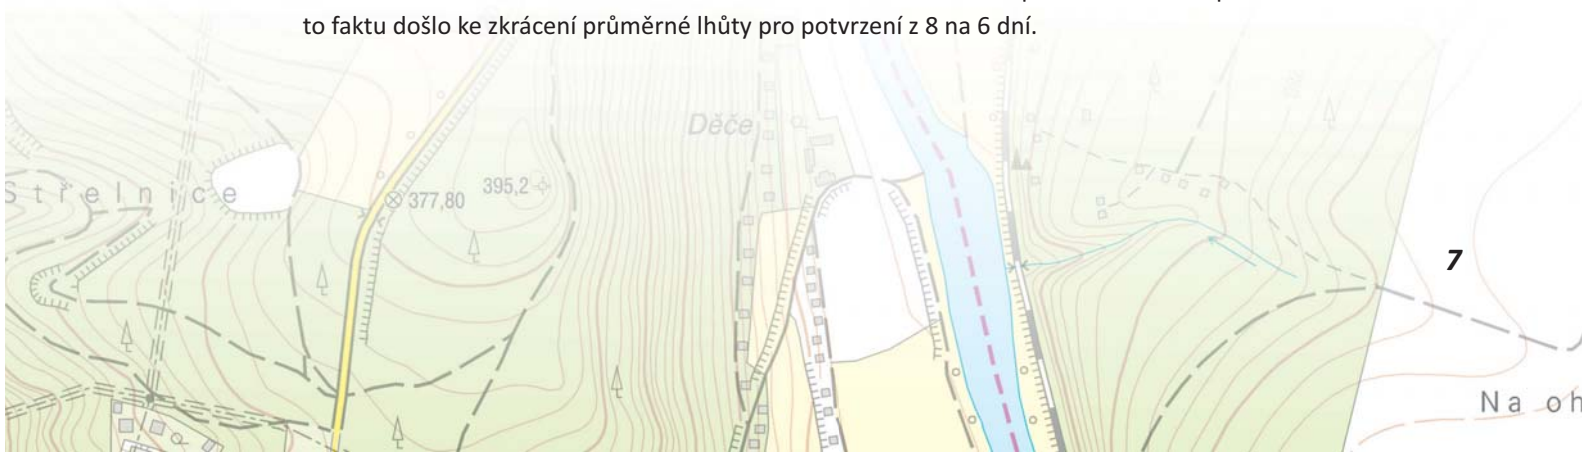 to faktu došlo ke zkrácení průměrné lhůty pro potvrzení z 8 na 6 dní.
Děče
Střelnice
377,80
395,2
7
Na oh